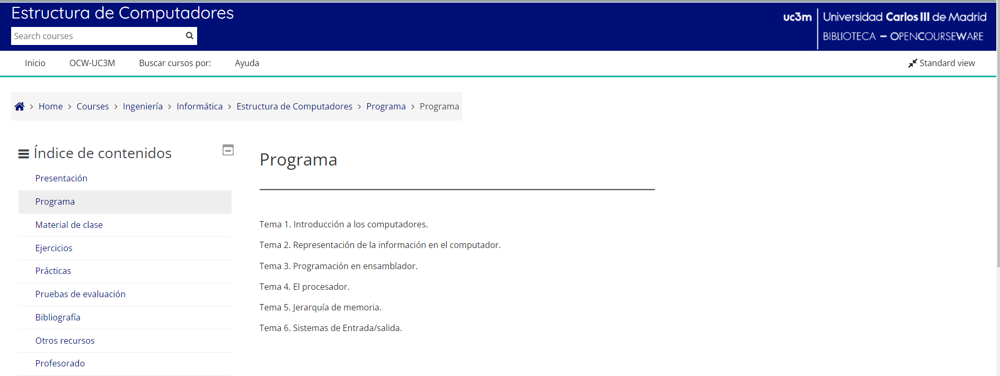 Estructura de Computadores
Search courses
uc3m
Universidad Carlos III de Madrid
BIBLIOTECA – OPENCOURSEWARE
Inicio OCW-UC3M Buscar cursos por: Ayuda Standard view
Home > Courses > Ingeniería > Informática > Estructura de Computadores > Programa > Programa
Índice de contenidos
Presentación
Programa
Material de clase
Ejercicios
Prácticas
Pruebas de evaluación
Bibliografía
Otros recursos
Profesorado
Programa
Tema 1. Introducción a los computadores.
Tema 2. Representación de la información en el computador.
Tema 3. Programación en ensamblador.
Tema 4. El procesador.
Tema 5. Jerarquía de memoria.
Tema 6. Sistemas de Entrada/salida.